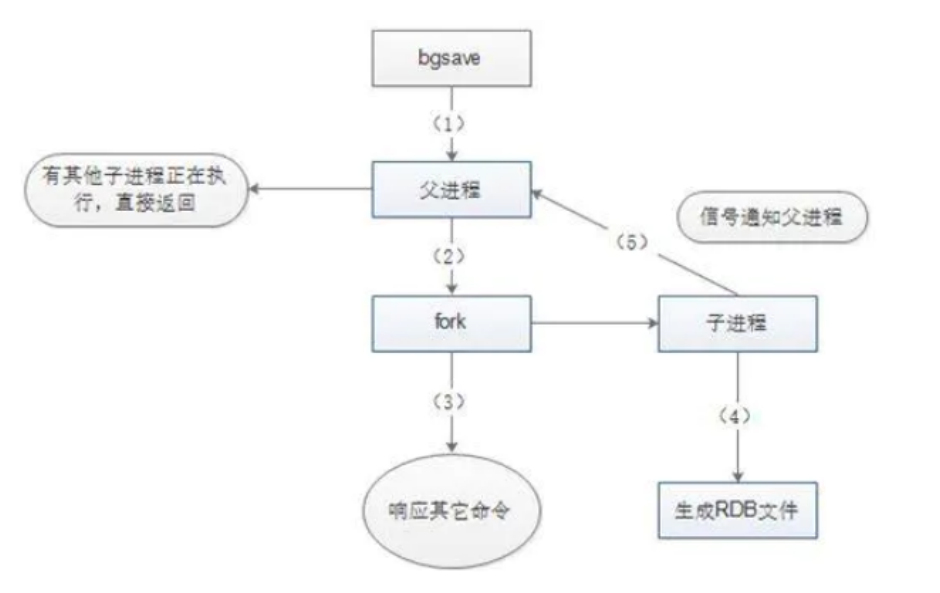 bgsave
（1）
有其他子进程正在执
行，直接返回
父进程
信号通知父进程
（5）
（2）
fork
子进程
（3）
（4）
响应其它命令
生成RDB文件